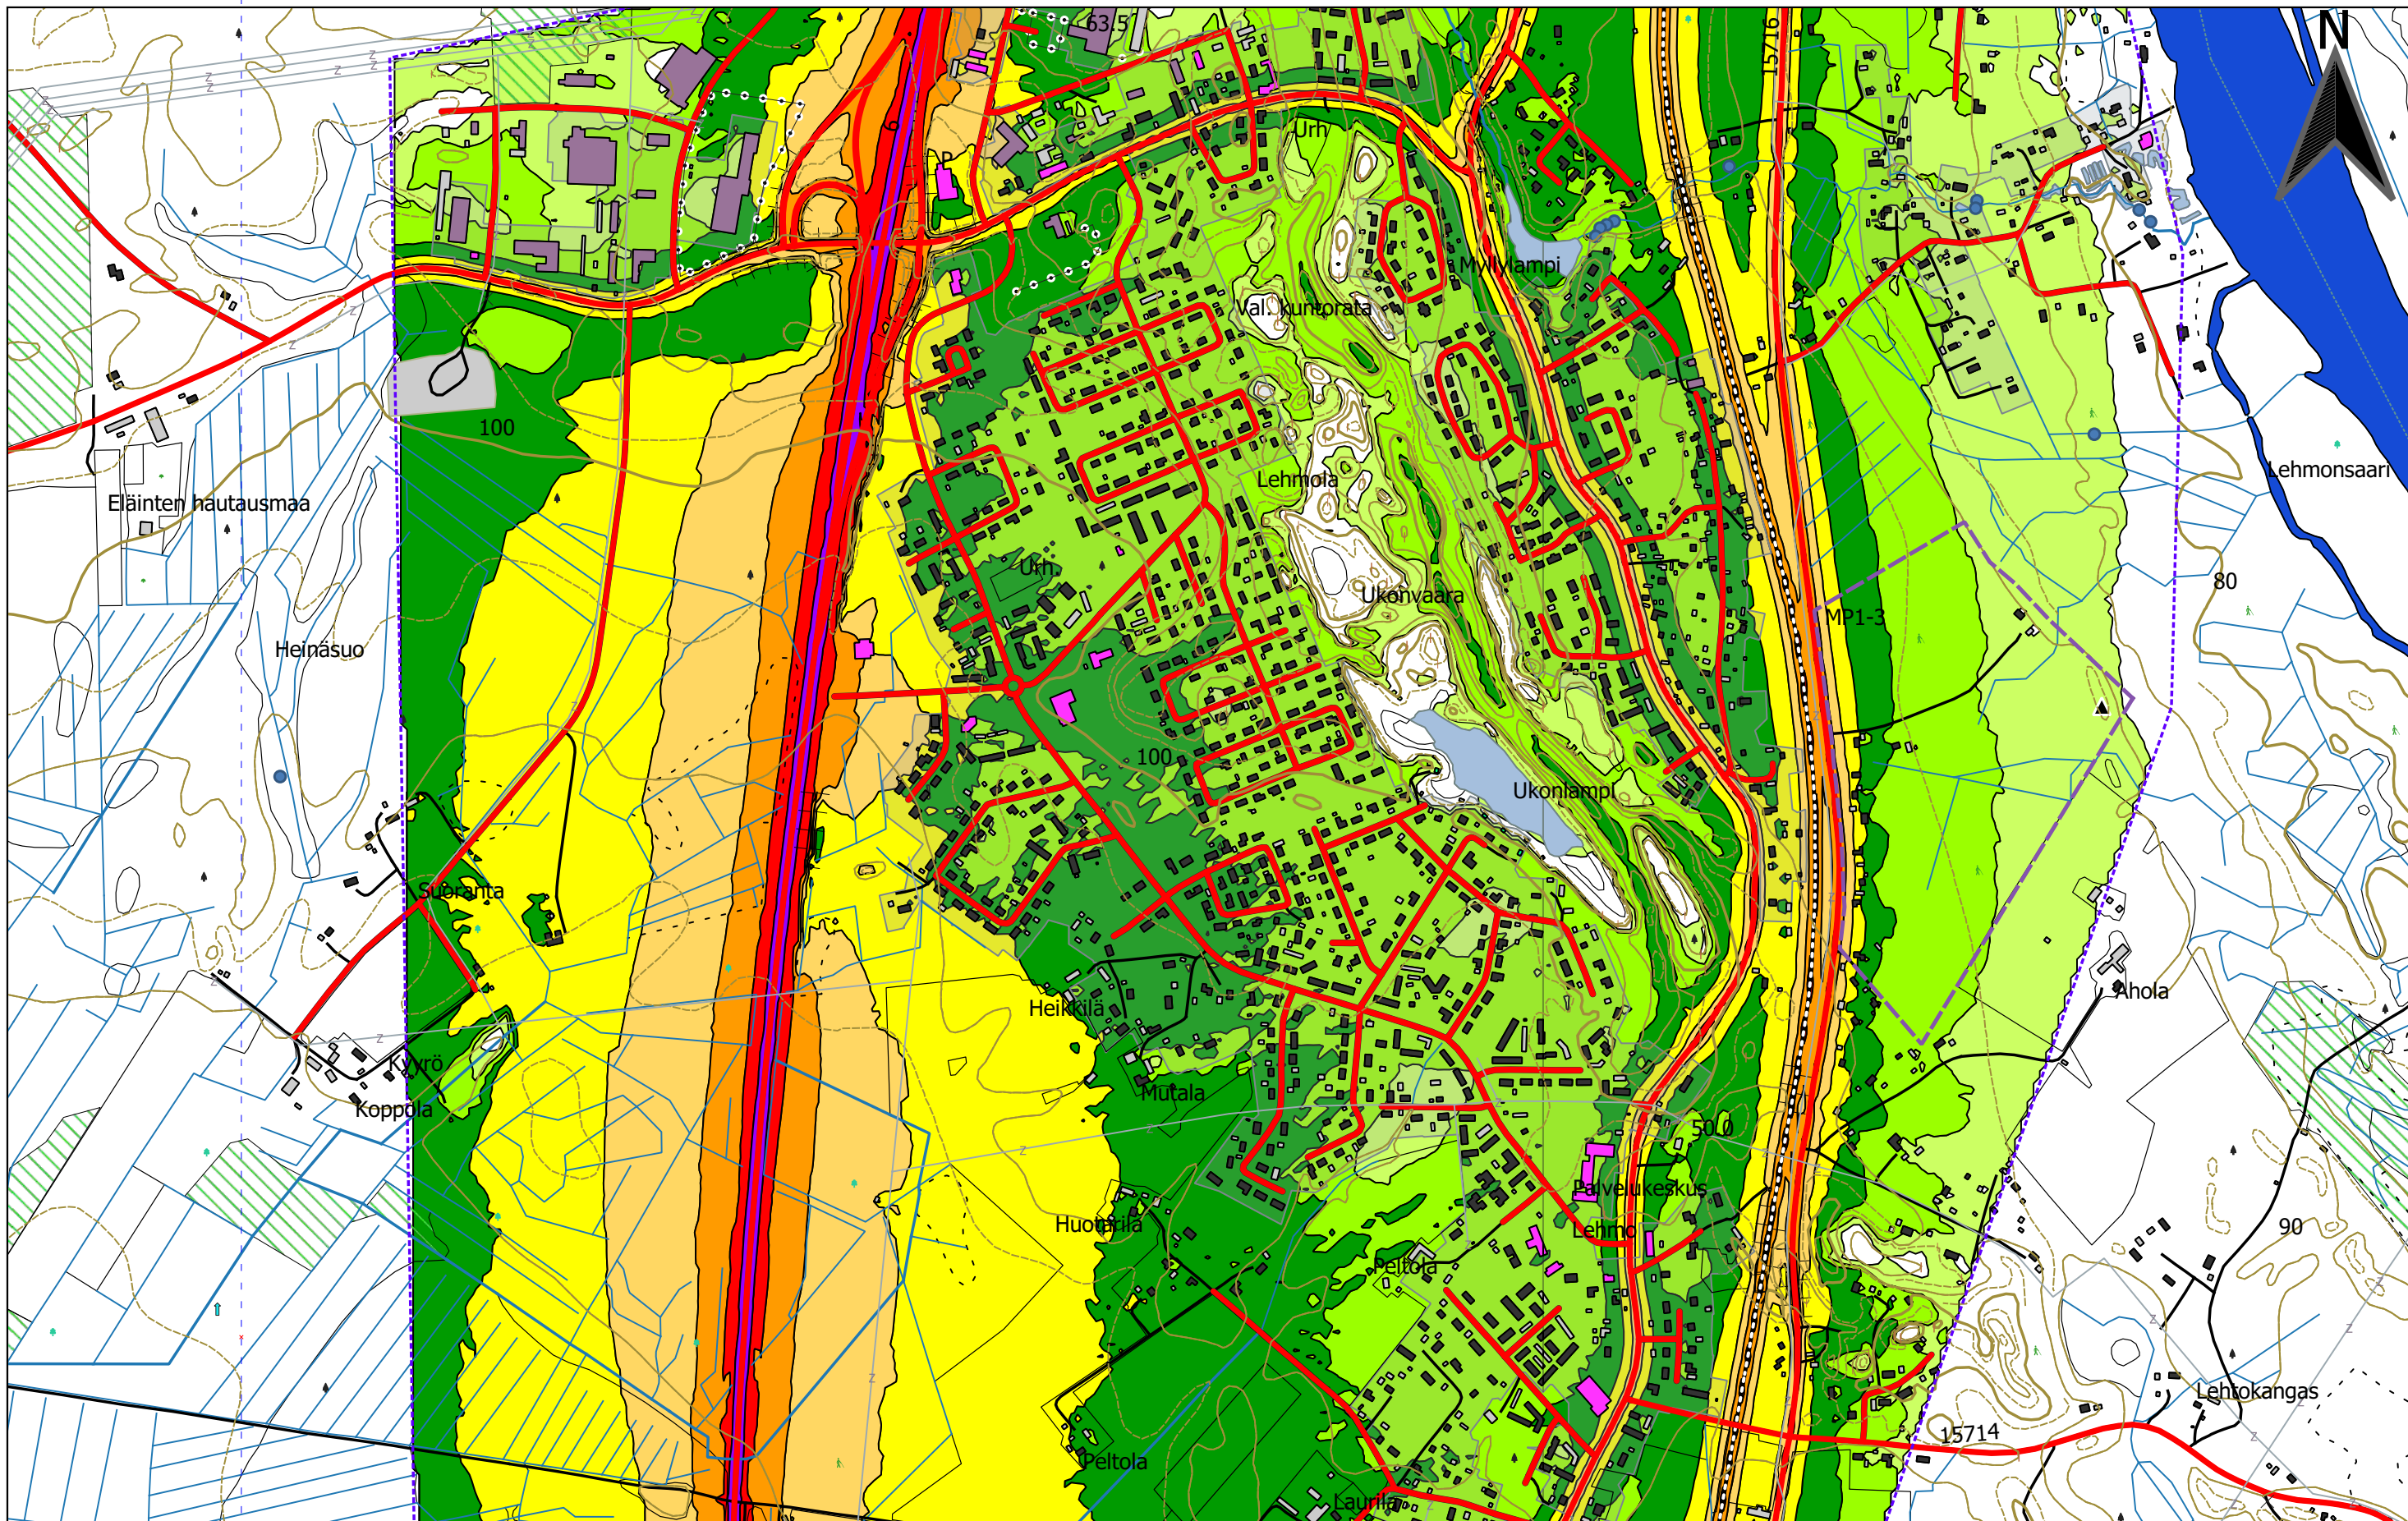 63.5
15716
N
6
P
Urh
Myllylampi
Val. kuntorata
100
Lehmola
Lehmonsaari
Eläinten hautausmaa
Urh
80
Ukonvaara
MP1-3
Heinäsuo
100
Ukonlampi
Suoranta
Ahola
Heikkilä
Kyyrö
Mutala
Koppola
50.0
Palvelukeskus
Huotarila
90
Lehmo
Peltola
Lehtokangas
15714
Peltola
Laurila